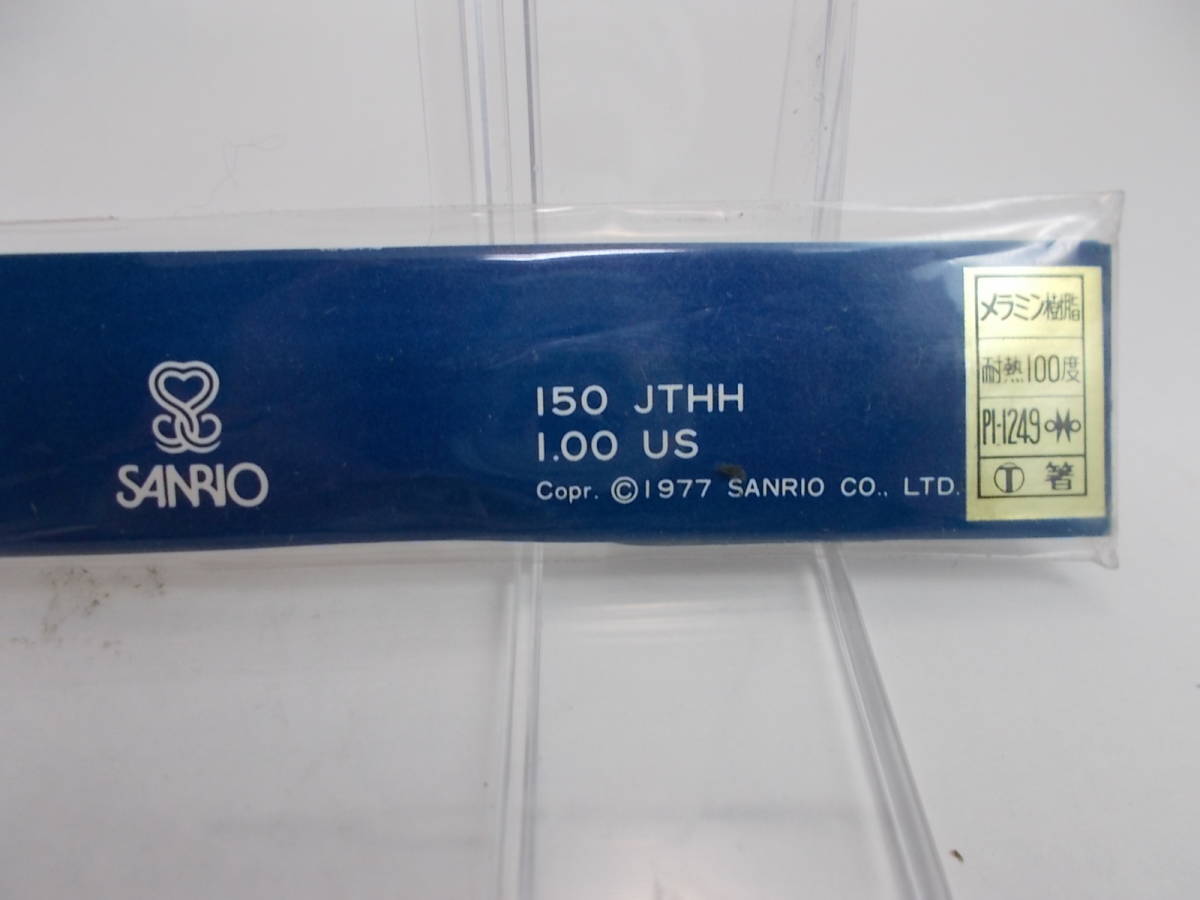 SANRIO
150 JTHH
1.00 US
Copr. ©1977 SANRIO CO., LTD.
メラミン樹脂
耐熱100度
PI-1249
Ⓣ 箸